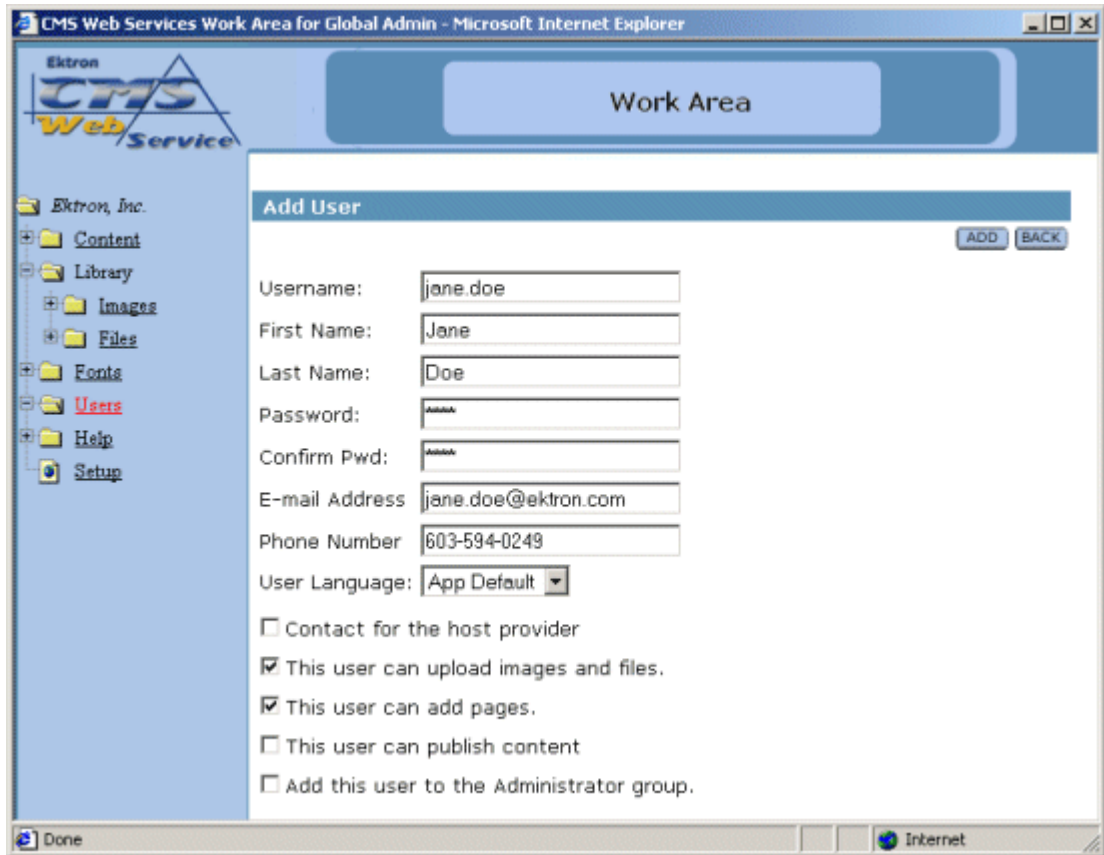 CMS Web Services Work Area for Global Admin - Microsoft Internet Explorer
Ektron
CMS
Web
Service
Work Area
Ektron, Inc.
Content
Library
Images
Files
Fonts
Users
Help
Setup
Add User
ADD BACK
Username: jane.doe
First Name: Jane
Last Name: Doe
Password: ****
Confirm Pwd: ****
E-mail Address jane.doe@ektron.com
Phone Number 603-594-0249
User Language: App Default
Contact for the host provider
This user can upload images and files.
This user can add pages.
This user can publish content
Add this user to the Administrator group.
Done
Internet